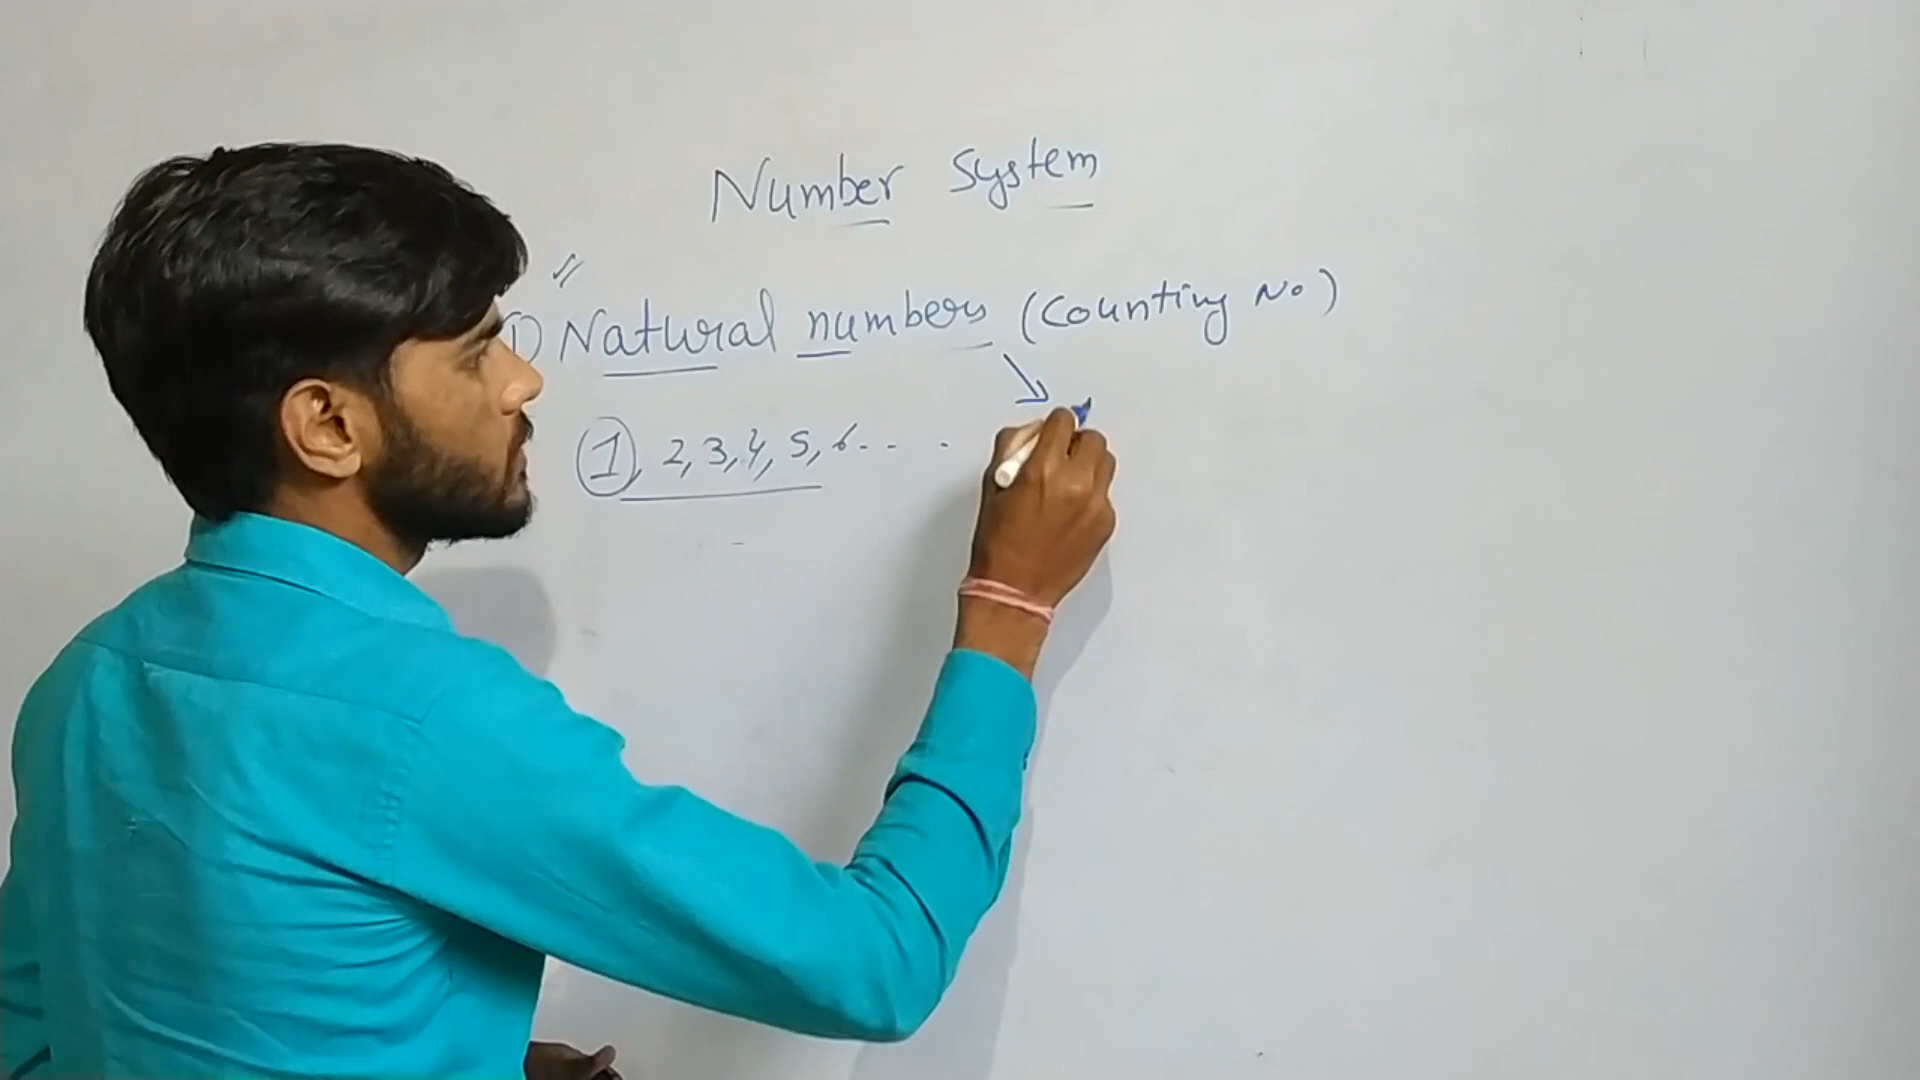 Number System
1) Natural numbers (Counting No)
1, 2, 3, 4, 5, 6 - - .